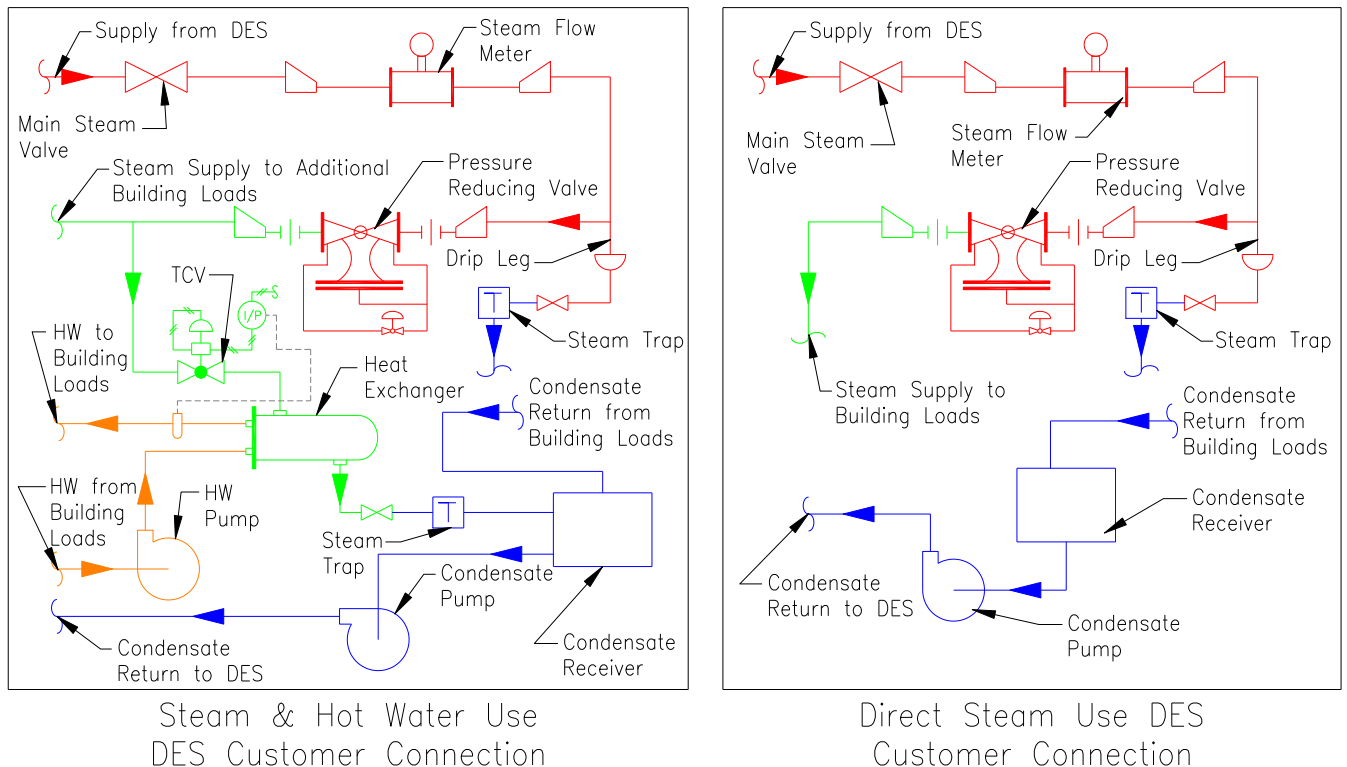 Supply from DES
Steam Flow
Meter
Main Steam
Valve
Steam Supply to Additional
Building Loads
Pressure
Reducing Valve
Drip Leg
TCV
I/P
T
Steam Trap
HW to
Building
Loads
Heat
Exchanger
Condensate
Return from
Building Loads
HW from
Building
Loads
HW
Pump
T
Steam
Trap
Condensate
Pump
Condensate
Return to DES
Condensate
Receiver
Steam & Hot Water Use
DES Customer Connection
Supply from DES
Main Steam
Valve
Steam Flow
Meter
Pressure
Reducing Valve
Drip Leg
T
Steam Trap
Steam Supply to
Building Loads
Condensate
Return from
Building Loads
Condensate
Receiver
Condensate
Return to DES
Condensate
Pump
Direct Steam Use DES
Customer Connection